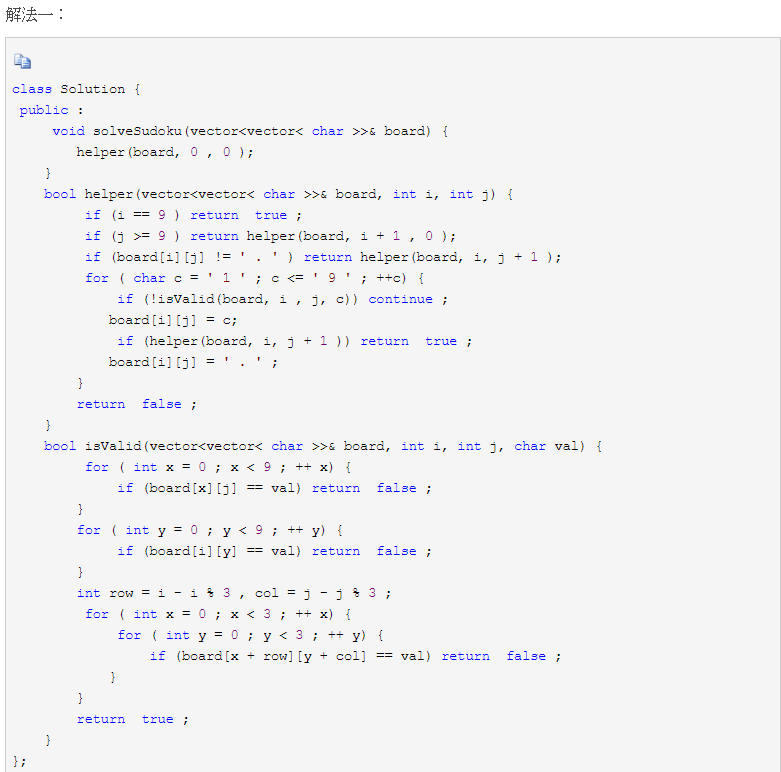 解法一：
class Solution {
 public :
     void solveSudoku(vector<vector< char >>& board) {
        helper(board, 0 , 0 );
    }
    bool helper(vector<vector< char >>& board, int i, int j) {
         if (i == 9 ) return  true ;
         if (j >= 9 ) return helper(board, i + 1 , 0 );
         if (board[i][j] != ' . ' ) return helper(board, i, j + 1 );
         for ( char c = ' 1 ' ; c <= ' 9 ' ; ++c) {
             if (!isValid(board, i , j, c)) continue ;
            board[i][j] = c;
             if (helper(board, i, j + 1 )) return  true ;
            board[i][j] = ' . ' ;
        }
        return  false ;
    }
    bool isValid(vector<vector< char >>& board, int i, int j, char val) {
         for ( int x = 0 ; x < 9 ; ++ x) {
             if (board[x][j] == val) return  false ;
        }
        for ( int y = 0 ; y < 9 ; ++ y) {
             if (board[i][y] == val) return  false ;
        }
        int row = i - i % 3 , col = j - j % 3 ;
         for ( int x = 0 ; x < 3 ; ++ x) {
             for ( int y = 0 ; y < 3 ; ++ y) {
                 if (board[x + row][y + col] == val) return  false ;
            }
        }
        return  true ;
    }
};